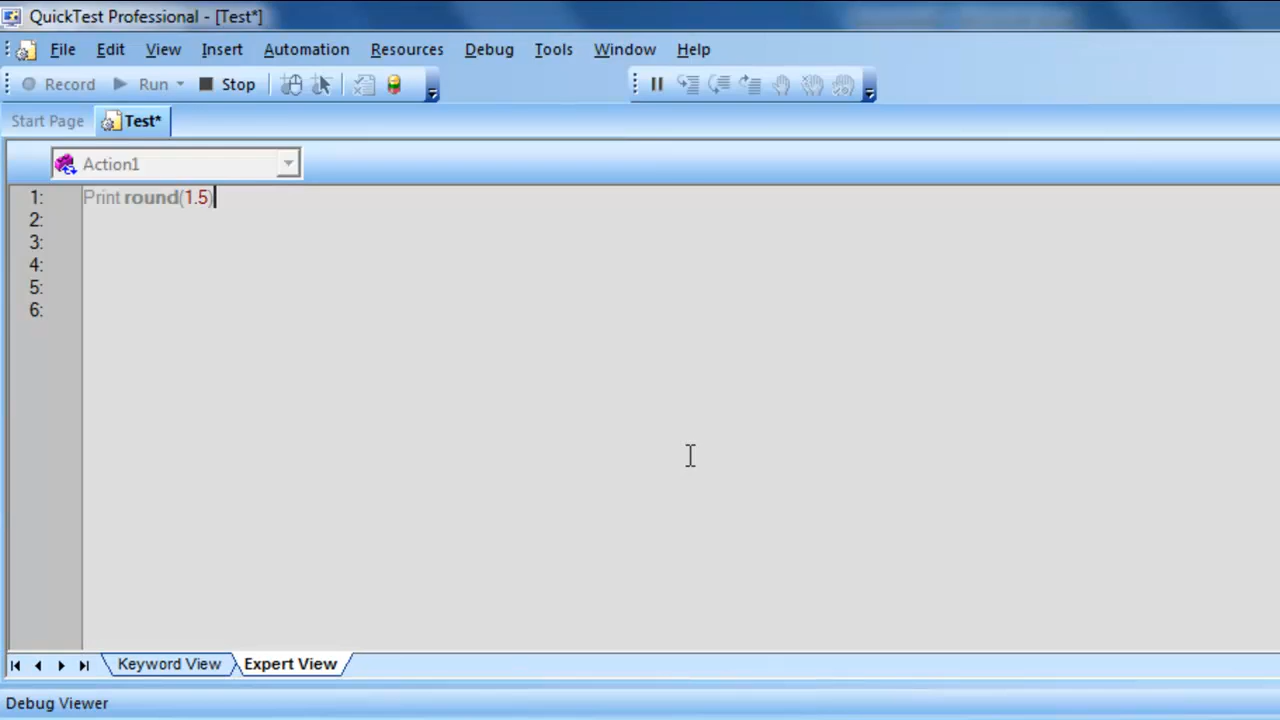 QuickTest Professional - [Test*]
File Edit View Insert Automation Resources Debug Tools Window Help
Record Run Stop
Start Page Test*
Action1
1: Print round(1.5)
2:
3:
4:
5:
6:
Keyword View Expert View
Debug Viewer